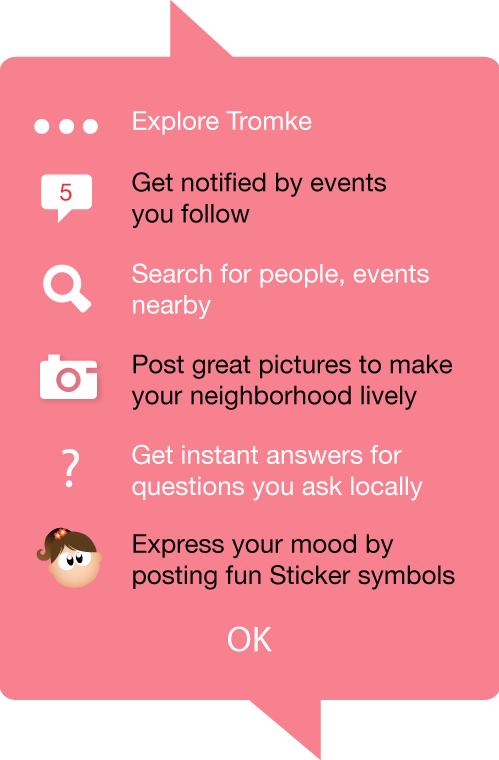 Explore Tromke
5
Get notified by events
you follow
Search for people, events
nearby
Post great pictures to make
your neighborhood lively
?
Get instant answers for
questions you ask locally
Express your mood by
posting fun Sticker symbols
OK